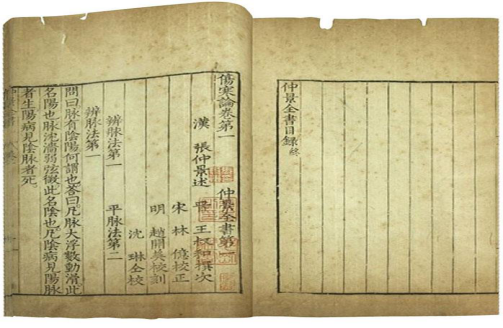 仲景全書目錄終
傷寒論卷第一 仲景全書第一
漢 張仲景述 晉 王叔和撰次
宋 林億校正
明 趙開美校刻
沈琳仝校
辨脉法第一 平脉法第二
辨脉法第一
問曰脉有陰陽何謂也答曰凡脉大浮數動滑此
名陽也脉沈濇弱弦微此名陰也凡陰病見陽脉
者生陽病見陰脉者死